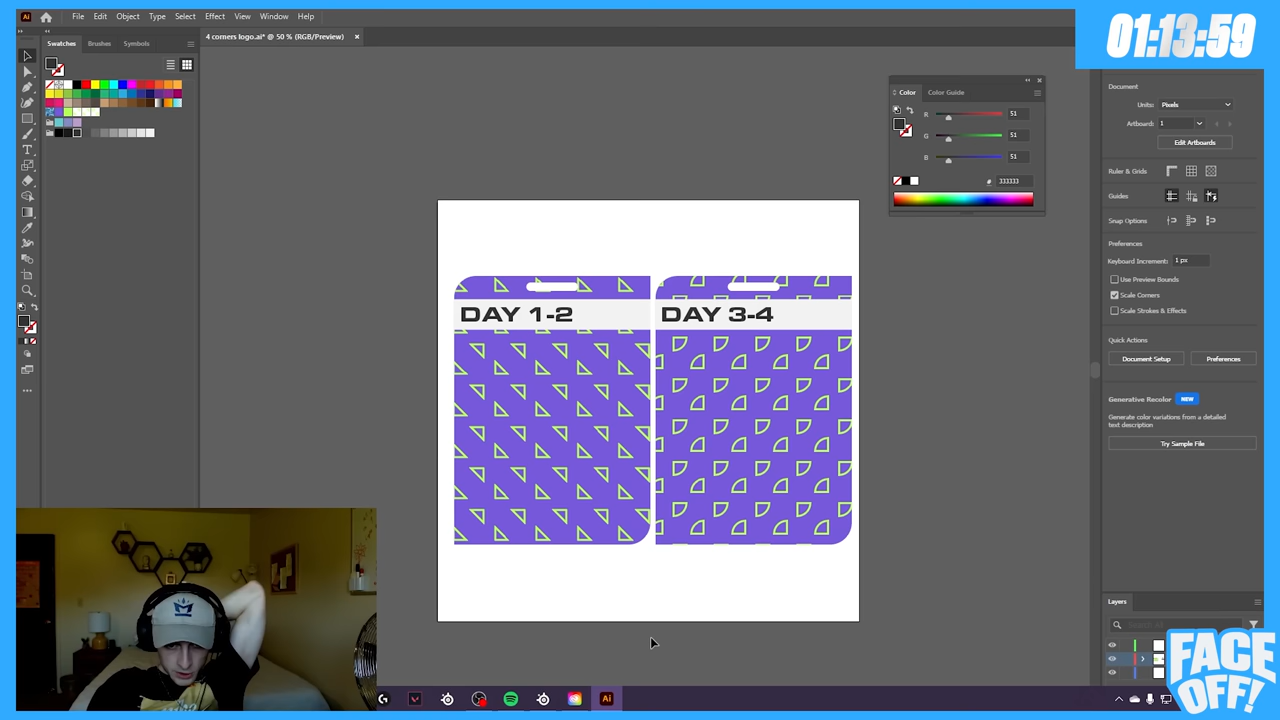 01:13:59
File Edit Object Type Select Effect View Window Help
4 corners logo.ai* @ 50 % (RGB/Preview)
Swatches Brushes Symbols
Color Color Guide
R 51
G 51
B 51
# 333333
Document
Units: Pixels
Artboard: 1
Edit Artboards
Ruler & Grids
Guides
Snap Options
Preferences
Keyboard Increment: 1 px
Use Preview Bounds
Scale Corners
Scale Strokes & Effects
Quick Actions
Document Setup Preferences
Generative Recolor NEW
Generate color variations from a detailed
text description
Try Sample File
DAY 1-2
DAY 3-4
Layers
FACE
OFF!
Ai